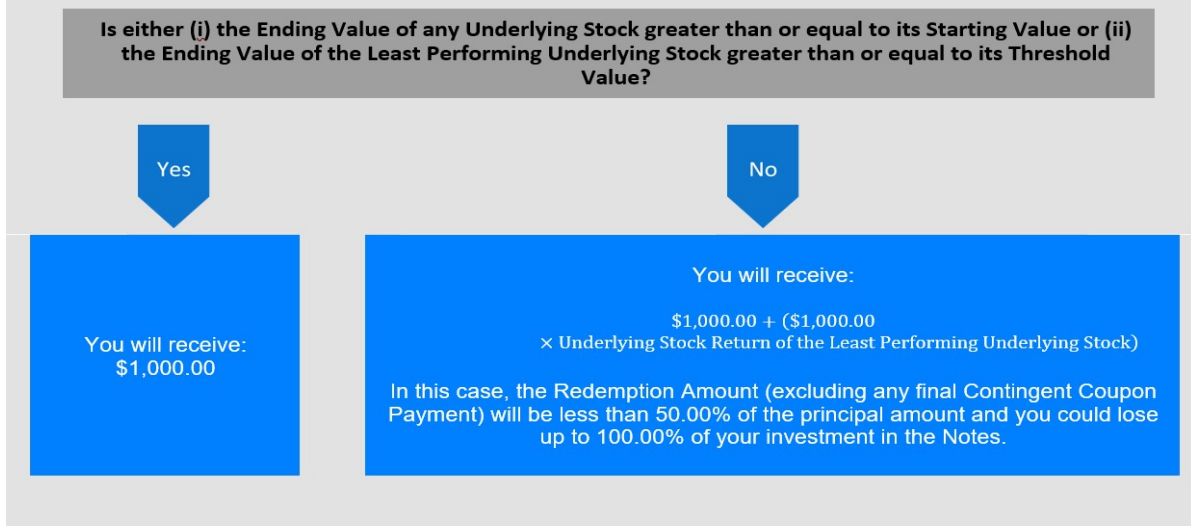 Is either (i) the Ending Value of any Underlying Stock greater than or equal to its Starting Value or (ii)
the Ending Value of the Least Performing Underlying Stock greater than or equal to its Threshold
Value?
Yes
No
You will receive:
$1,000.00
You will receive:
$1,000.00 + ($1,000.00
× Underlying Stock Return of the Least Performing Underlying Stock)
In this case, the Redemption Amount (excluding any final Contingent Coupon
Payment) will be less than 50.00% of the principal amount and you could lose
up to 100.00% of your investment in the Notes.